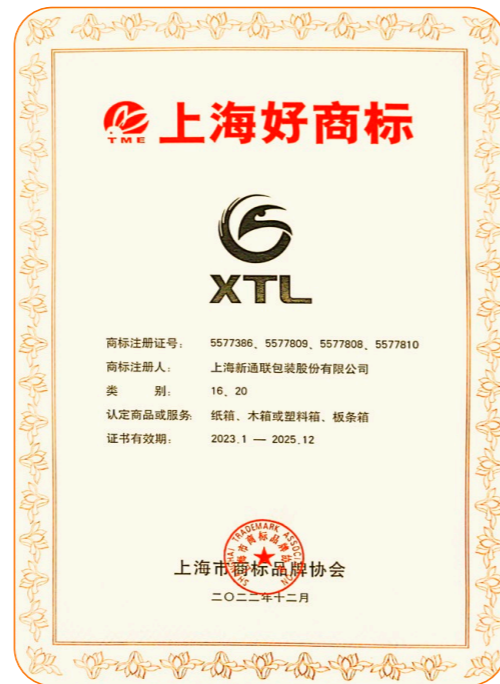 TME
上海好商标
XTL
商标注册证号: 5577386、5577809、5577808、5577810
商标注册人: 上海新通联包装股份有限公司
类 别: 16、20
认定商品或服务: 纸箱、木箱或塑料箱、板条箱
证书有效期: 2023.1 — 2025.12
SHANGHAI TRADEMARK ASSOCIATION
上海市商标品牌协会
二〇二二年十二月